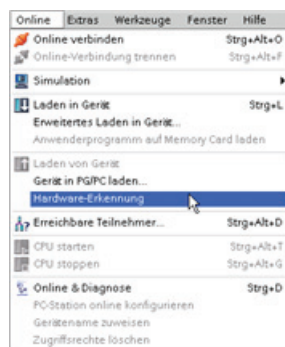 Online Extras Werkzeuge Fenster Hilfe
Online verbinden Strg+Alt+O
Online-Verbindung trennen Strg+Alt+F
Simulation
Laden in Gerät Strg+L
Erweitertes Laden in Gerät...
Anwenderprogramm auf Memory Card laden
Laden von Gerät
Gerät in PG/PC laden...
Hardware-Erkennung
Erreichbare Teilnehmer... Strg+Alt+D
CPU starten Strg+Alt+T
CPU stoppen Strg+Alt+G
Online & Diagnose Strg+D
PC-Station online konfigurieren
Gerätename zuweisen
Zugriffsrechte löschen